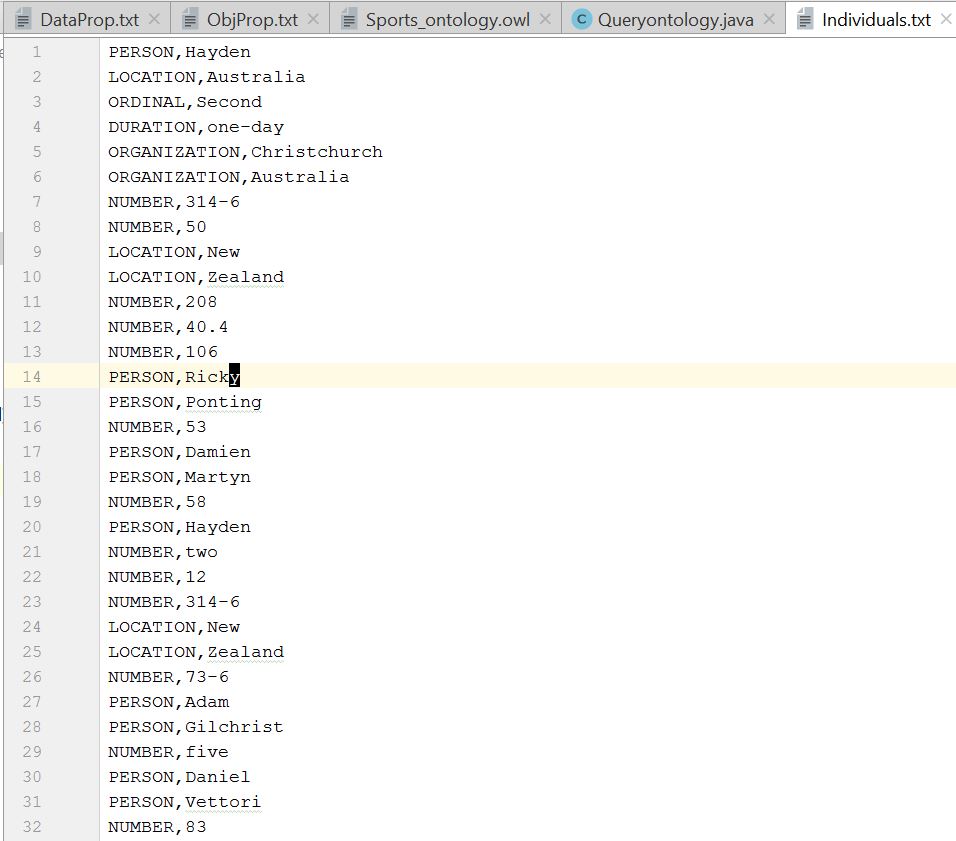 DataProp.txt ObjProp.txt Sports_ontology.owl C Queryontology.java Individuals.txt
1 PERSON,Hayden
2 LOCATION,Australia
3 ORDINAL,Second
4 DURATION,one-day
5 ORGANIZATION,Christchurch
6 ORGANIZATION,Australia
7 NUMBER,314-6
8 NUMBER,50
9 LOCATION,New
10 LOCATION,Zealand
11 NUMBER,208
12 NUMBER,40.4
13 NUMBER,106
14 PERSON,Ricky
15 PERSON,Ponting
16 NUMBER,53
17 PERSON,Damien
18 PERSON,Martyn
19 NUMBER,58
20 PERSON,Hayden
21 NUMBER,two
22 NUMBER,12
23 NUMBER,314-6
24 LOCATION,New
25 LOCATION,Zealand
26 NUMBER,73-6
27 PERSON,Adam
28 PERSON,Gilchrist
29 NUMBER,five
30 PERSON,Daniel
31 PERSON,Vettori
32 NUMBER,83